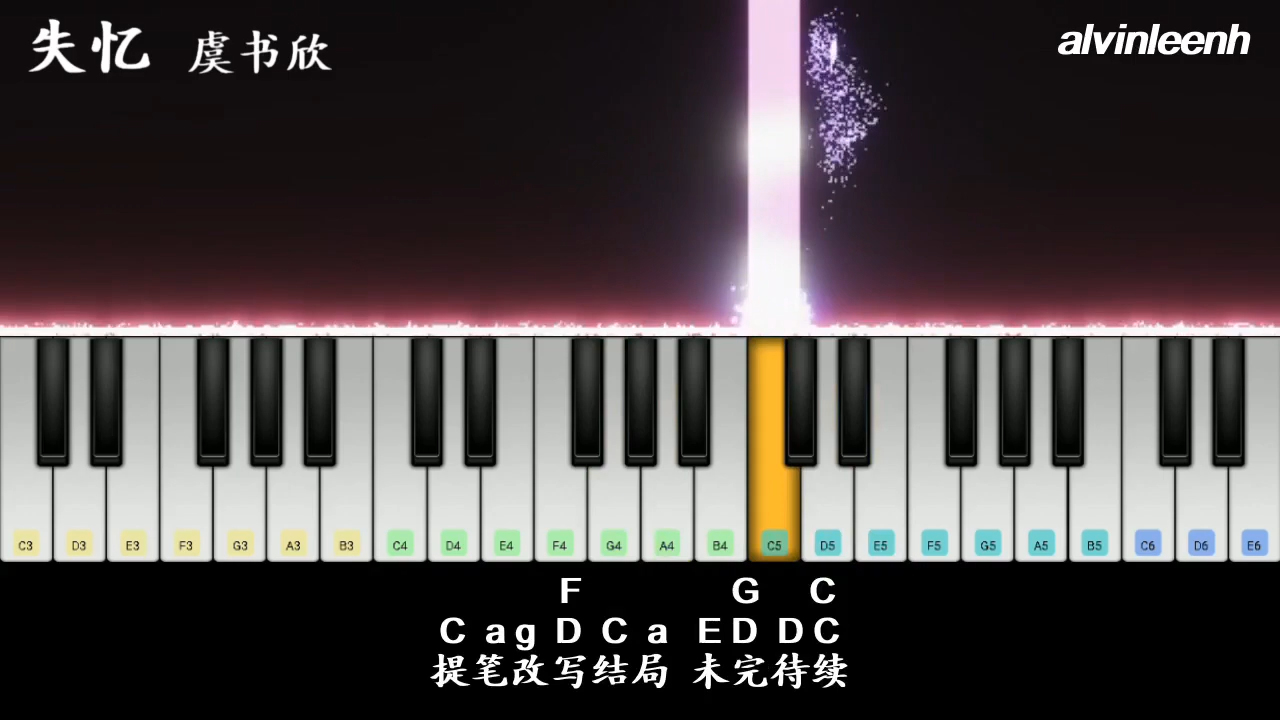 失忆 虞书欣
alvinleenh
C3 D3 E3 F3 G3 A3 B3 C4 D4 E4 F4 G4 A4 B4 C5 D5 E5 F5 G5 A5 B5 C6 D6 E6
F G C
C a g D C a E D D C
提笔改写结局 未完待续